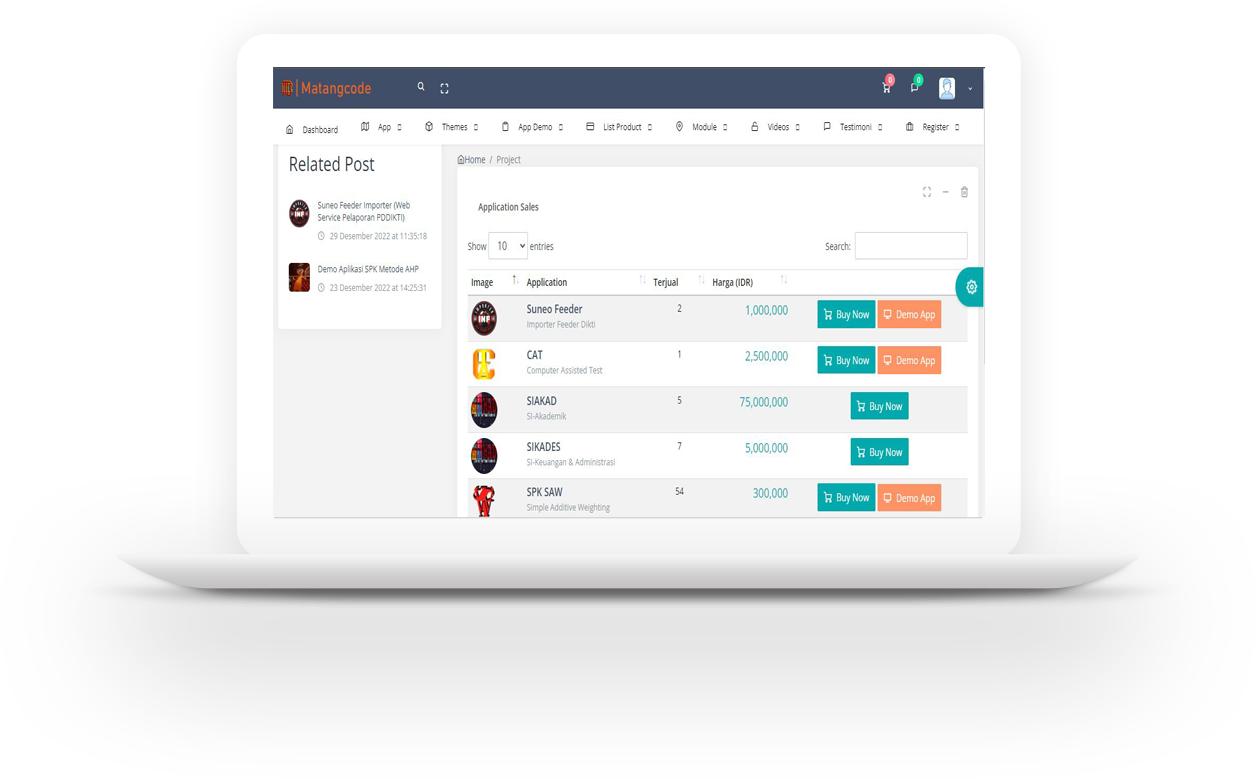 Matangcode
0
0
Dashboard
App
Themes
App Demo
List Product
Module
Videos
Testimoni
Register
Related Post
Suneo Feeder Importer (Web
Service Pelaporan PDDIKTI)
29 Desember 2022 at 11:35:18
Demo Aplikasi SPK Metode AHP
23 Desember 2022 at 14:25:31
Home / Project
Application Sales
Show 10 entries
Search:
Image Application Terjual Harga (IDR)
Suneo Feeder 2 1,000,000 Buy Now Demo App
Importer Feeder Dikti
CAT 1 2,500,000 Buy Now Demo App
Computer Assisted Test
SIAKAD 5 75,000,000 Buy Now
SI-Akademik
SIKADES 7 5,000,000 Buy Now
SI-Keuangan & Administrasi
SPK SAW 54 300,000 Buy Now Demo App
Simple Additive Weighting